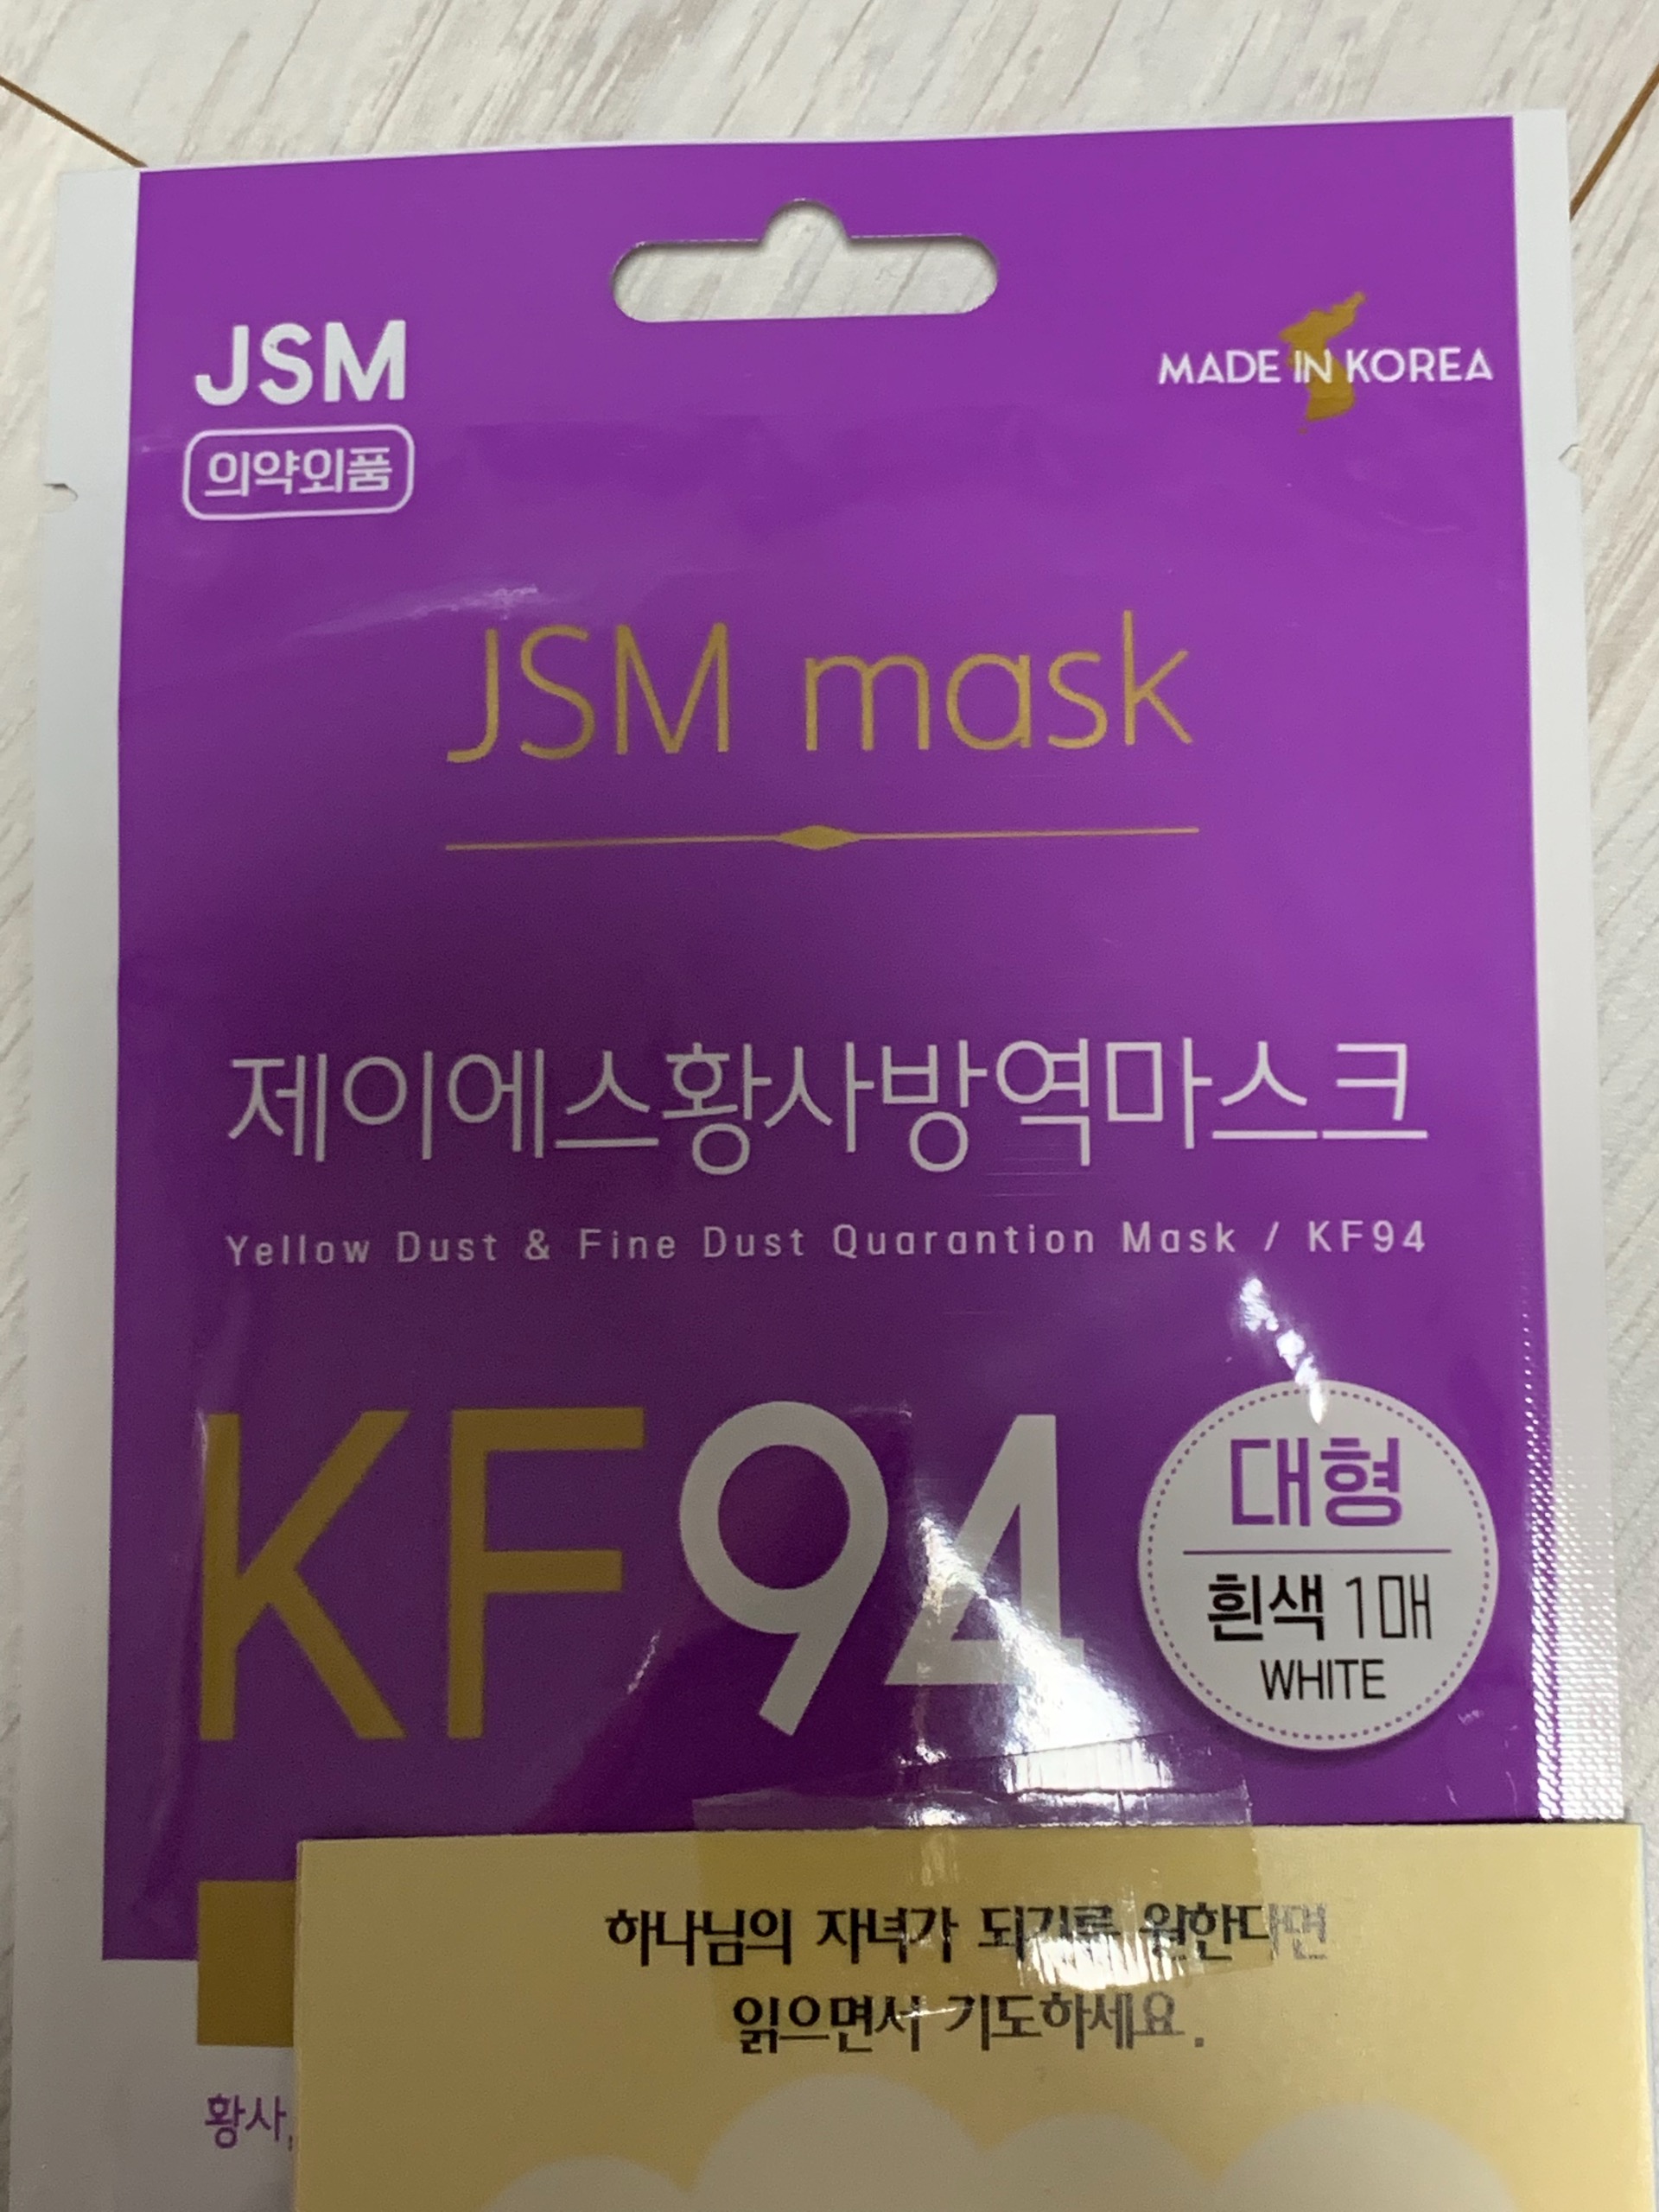 JSM
MADE IN KOREA
의약외품
JSM mask
제이에스황사방역마스크
Yellow Dust & Fine Dust Quarantion Mask / KF94
KF94
대형
흰색 1매
WHITE
하나님의 자녀가 되기를 원한다면
읽으면서 기도하세요.
황사,